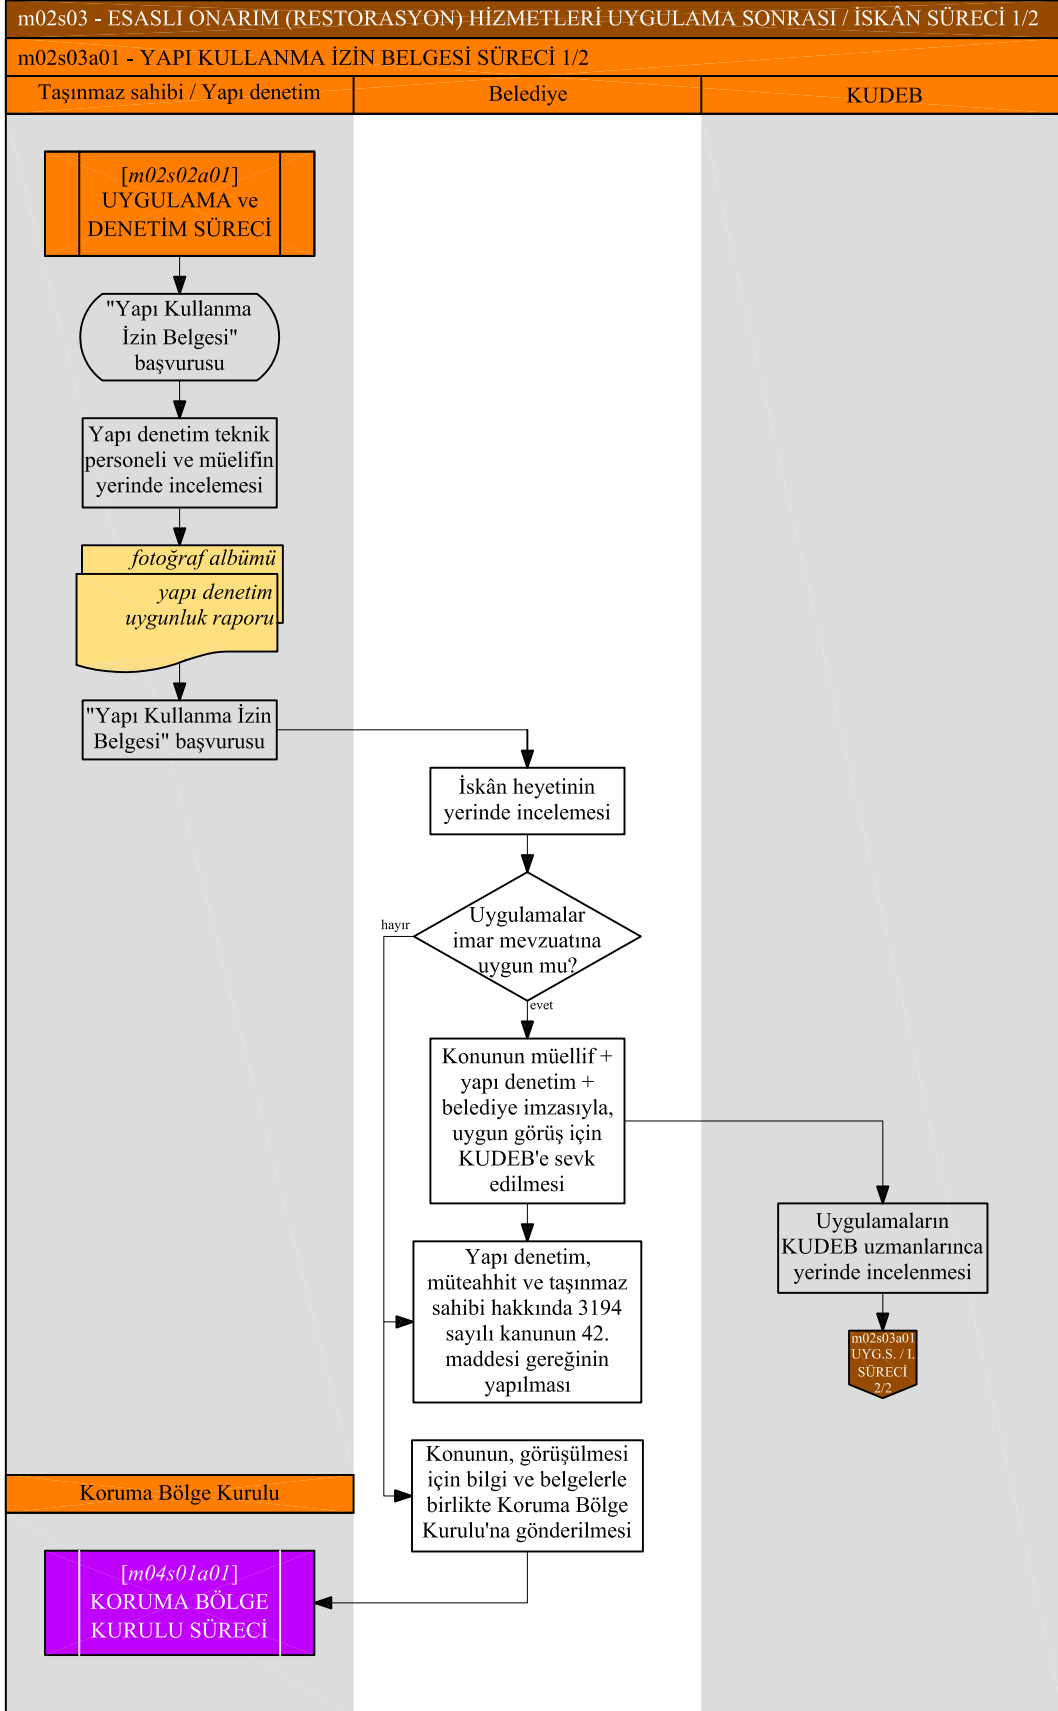 m02s03 - ESASLI ONARIM (RESTORASYON) HİZMETLERİ UYGULAMA SONRASI / İSKÂN SÜRECİ 1/2
m02s03a01 - YAPI KULLANMA İZİN BELGESİ SÜRECİ 1/2
Taşınmaz sahibi / Yapı denetim
Belediye
KUDEB
[m02s02a01]
UYGULAMA ve
DENETİM SÜRECİ
"Yapı Kullanma
İzin Belgesi"
başvurusu
Yapı denetim teknik
personeli ve müelifin
yerinde incelemesi
fotoğraf albümü
yapı denetim
uygunluk raporu
"Yapı Kullanma İzin
Belgesi" başvurusu
İskân heyetinin
yerinde incelemesi
Uygulamalar
imar mevzuatına
uygun mu?
hayır
evet
Konunun müellif +
yapı denetim +
belediye imzasıyla,
uygun görüş için
KUDEB'e sevk
edilmesi
Uygulamaların
KUDEB uzmanlarınca
yerinde incelenmesi
m02s03a01
UYG.S. / I.
SÜRECİ
2/2
Yapı denetim,
müteahhit ve taşınmaz
sahibi hakkında 3194
sayılı kanunun 42.
maddesi gereğinin
yapılması
Konunun, görüşülmesi
için bilgi ve belgelerle
birlikte Koruma Bölge
Kurulu'na gönderilmesi
Koruma Bölge Kurulu
[m04s01a01]
KORUMA BÖLGE
KURULU SÜRECİ